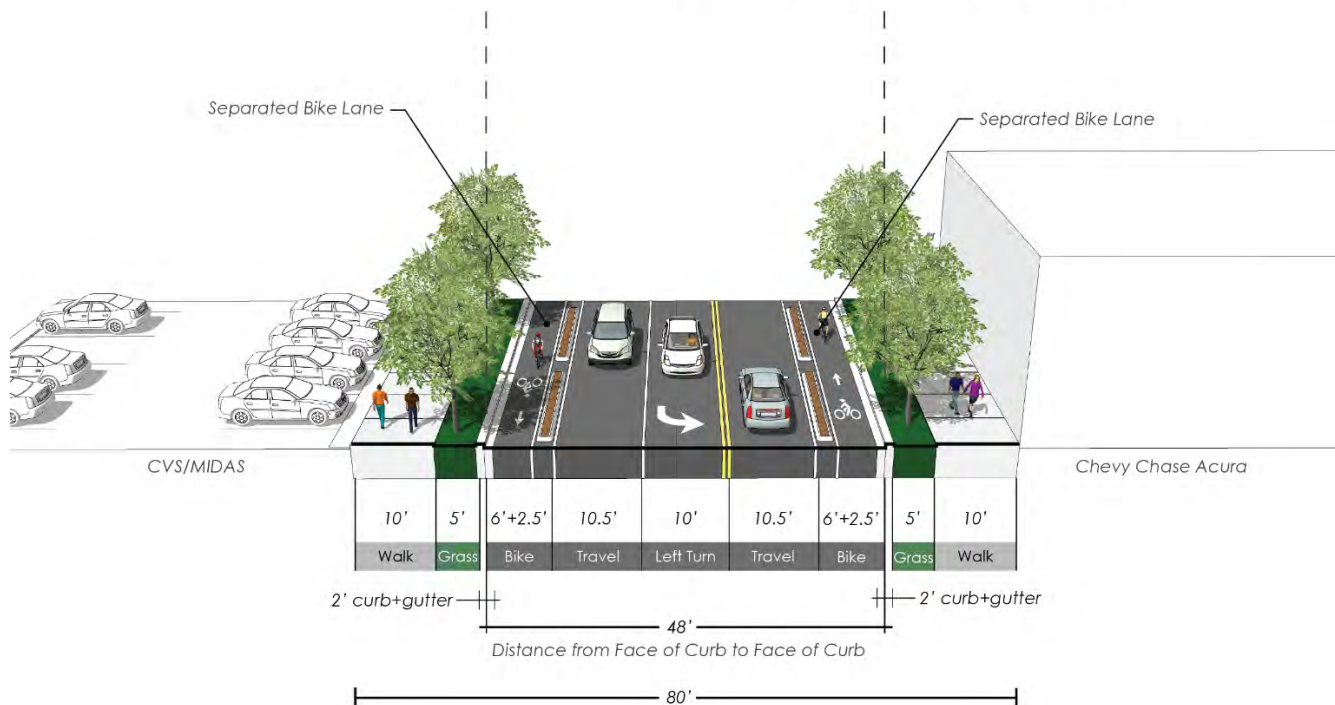 Separated Bike Lane
Separated Bike Lane
CVS/MIDAS
Chevy Chase Acura
10' 5' 6'+2.5' 10.5' 10' 10.5' 6'+2.5' 5' 10'
Walk Grass Bike Travel Left Turn Travel Bike Grass Walk
2' curb+gutter 2' curb+gutter
48'
Distance from Face of Curb to Face of Curb
80'